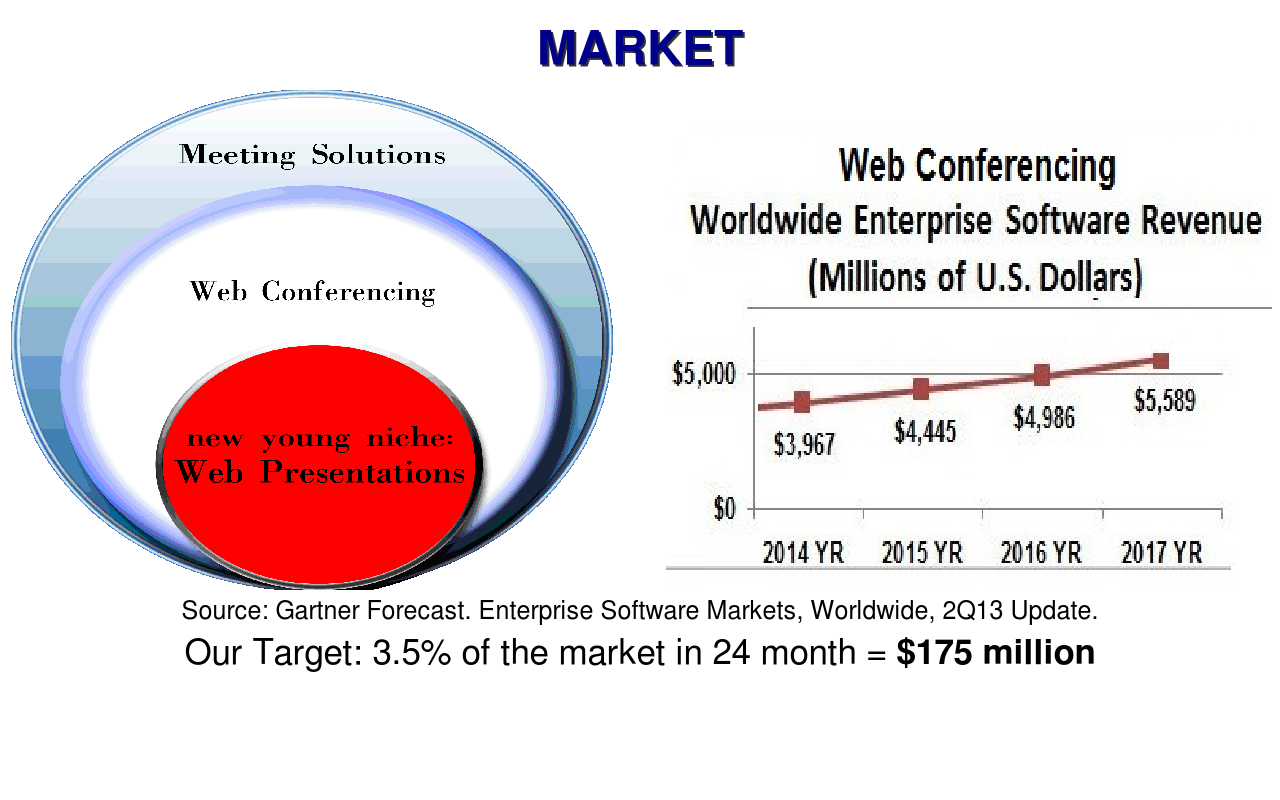 MARKET
Meeting Solutions
Web Conferencing
new young niche:
Web Presentations
Web Conferencing
Worldwide Enterprise Software Revenue
(Millions of U.S. Dollars)
$5,000
$0
$3,967
$4,445
$4,986
$5,589
2014 YR
2015 YR
2016 YR
2017 YR
Source: Gartner Forecast. Enterprise Software Markets, Worldwide, 2Q13 Update.
Our Target: 3.5% of the market in 24 month = $175 million